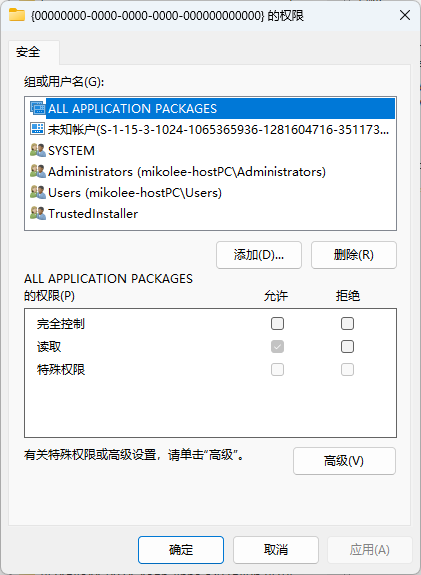 {00000000-0000-0000-0000-000000000000} 的权限
安全
组或用户名(G):
ALL APPLICATION PACKAGES
未知帐户(S-1-15-3-1024-1065365936-1281604716-351173...
SYSTEM
Administrators (mikolee-hostPC\Administrators)
Users (mikolee-hostPC\Users)
TrustedInstaller
添加(D)... 删除(R)
ALL APPLICATION PACKAGES
的权限(P) 允许 拒绝
完全控制
读取
特殊权限
有关特殊权限或高级设置，请单击“高级”。
高级(V)
确定 取消 应用(A)